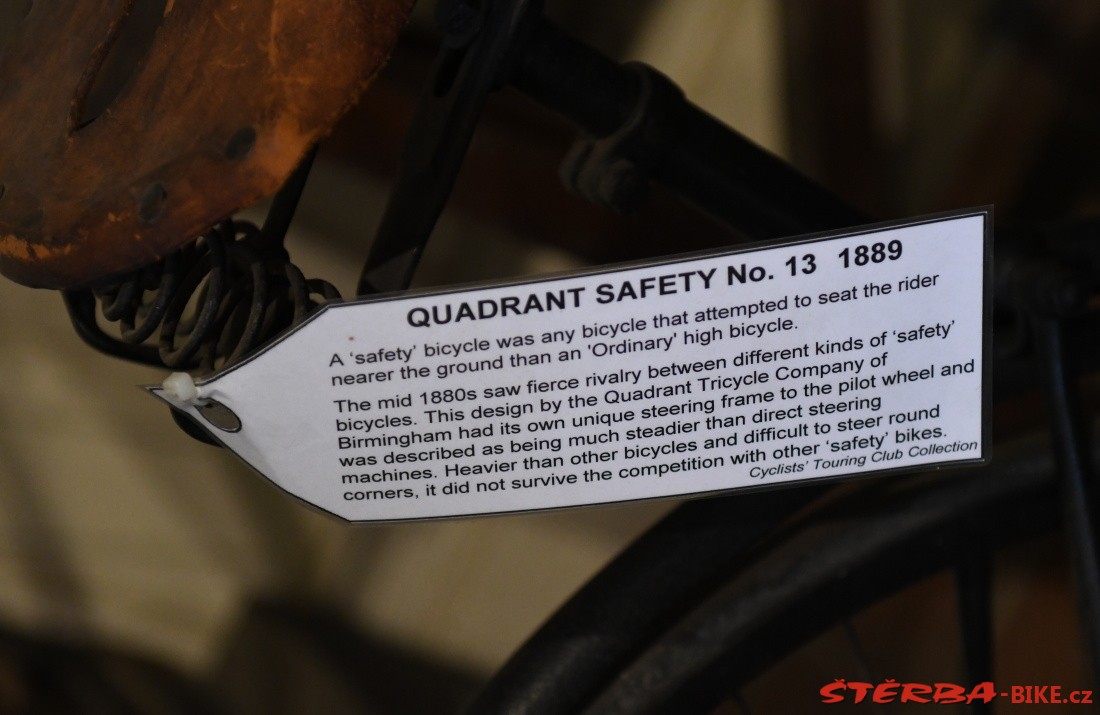 QUADRANT SAFETY No. 13 1889
A ‘safety’ bicycle was any bicycle that attempted to seat the rider
nearer the ground than an 'Ordinary' high bicycle.
The mid 1880s saw fierce rivalry between different kinds of ‘safety’
bicycles. This design by the Quadrant Tricycle Company of
Birmingham had its own unique steering frame to the pilot wheel and
was described as being much steadier than direct steering
machines. Heavier than other bicycles and difficult to steer round
corners, it did not survive the competition with other ‘safety’ bikes.
Cyclists’ Touring Club Collection
ŠTĚRBA-BIKE.cz